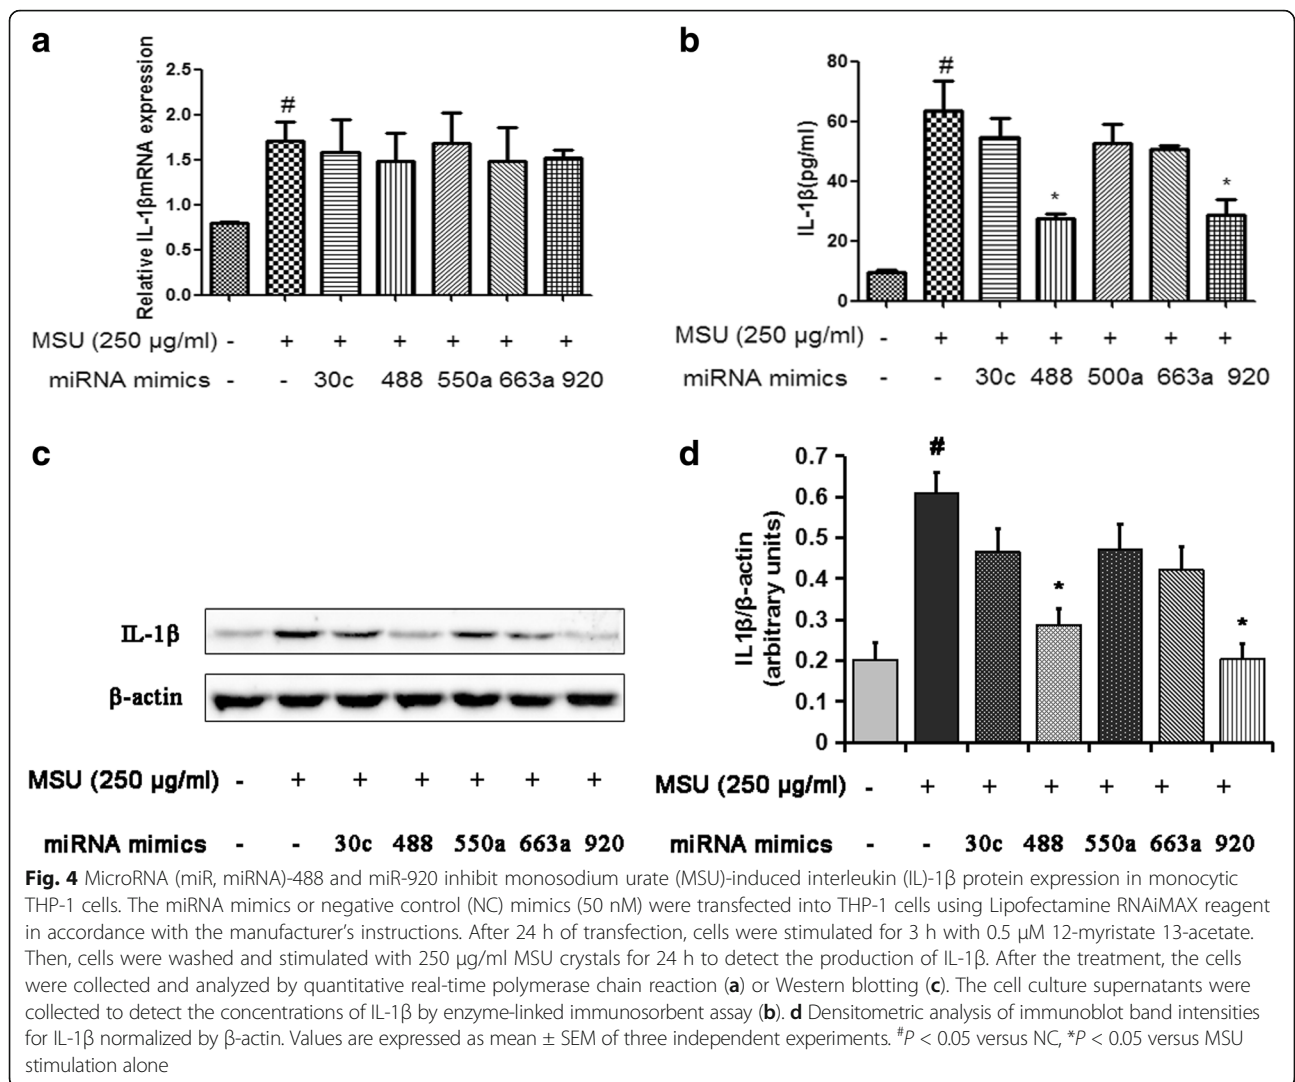 a
Relative IL-1βmRNA expression
2.5
2.0
1.5
1.0
0.5
0.0
#
MSU (250 µg/ml) - + + + + + +
miRNA mimics - - 30c 488 550a 663a 920
b
IL-1β(pg/ml)
80
60
40
20
0
#
*
*
MSU (250 µg/ml) - + + + + + +
miRNA mimics - - 30c 488 500a 663a 920
c
IL-1β
β-actin
MSU (250 µg/ml) - + + + + + +
miRNA mimics - - 30c 488 550a 663a 920
d
IL1β/β-actin
(arbitrary units)
0.7
0.6
0.5
0.4
0.3
0.2
0.1
0
#
*
*
MSU (250 µg/ml) - + + + + + +
miRNA mimics - - 30c 488 550a 663a 920
Fig. 4 MicroRNA (miR, miRNA)-488 and miR-920 inhibit monosodium urate (MSU)-induced interleukin (IL)-1β protein expression in monocytic
THP-1 cells. The miRNA mimics or negative control (NC) mimics (50 nM) were transfected into THP-1 cells using Lipofectamine RNAiMAX reagent
in accordance with the manufacturer's instructions. After 24 h of transfection, cells were stimulated for 3 h with 0.5 µM 12-myristate 13-acetate.
Then, cells were washed and stimulated with 250 µg/ml MSU crystals for 24 h to detect the production of IL-1β. After the treatment, the cells
were collected and analyzed by quantitative real-time polymerase chain reaction (a) or Western blotting (c). The cell culture supernatants were
collected to detect the concentrations of IL-1β by enzyme-linked immunosorbent assay (b). d Densitometric analysis of immunoblot band intensities
for IL-1β normalized by β-actin. Values are expressed as mean ± SEM of three independent experiments. #P < 0.05 versus NC, *P < 0.05 versus MSU
stimulation alone